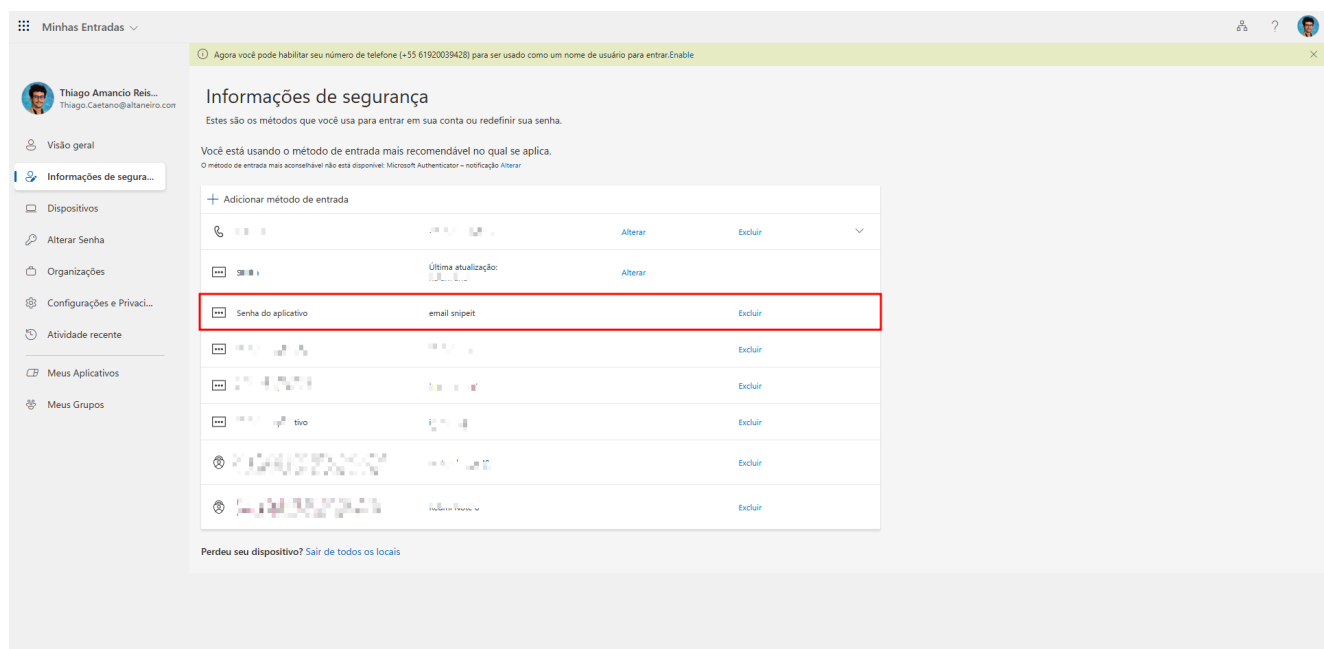 Minhas Entradas
Agora você pode habilitar seu número de telefone (+55 61920039428) para ser usado como um nome de usuário para entrar.Enable
Thiago Amancio Reis...
Thiago.Caetano@altaneiro.com
Visão geral
Informações de segura...
Dispositivos
Alterar Senha
Organizações
Configurações e Privaci...
Atividade recente
Meus Aplicativos
Meus Grupos
Informações de segurança
Estes são os métodos que você usa para entrar em sua conta ou redefinir sua senha.
Você está usando o método de entrada mais recomendável no qual se aplica.
O método de entrada mais aconselhável não está disponível: Microsoft Authenticator – notificação Alterar
Adicionar método de entrada
Alterar Excluir
Última atualização:
Alterar
Senha do aplicativo email snipeit Excluir
Excluir
Excluir
tivo Excluir
Excluir
Excluir
Perdeu seu dispositivo? Sair de todos os locais